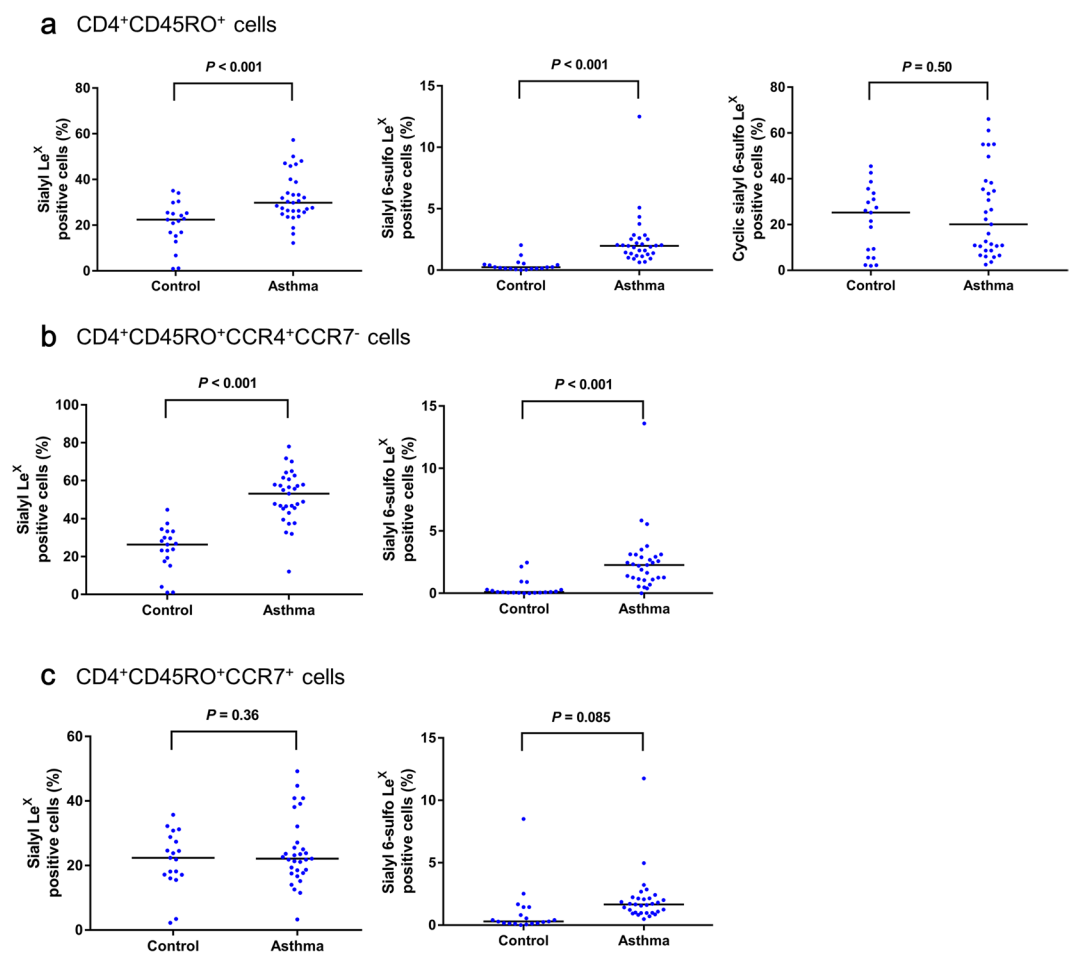 a CD4⁺CD45RO⁺ cells
P < 0.001
Sialyl Leˣ
positive cells (%)
80
60
40
20
0
Control Asthma
P < 0.001
Sialyl 6-sulfo Leˣ
positive cells (%)
15
10
5
0
Control Asthma
P = 0.50
Cyclic sialyl 6-sulfo Leˣ
positive cells (%)
80
60
40
20
0
Control Asthma
b CD4⁺CD45RO⁺CCR4⁺CCR7⁻ cells
P < 0.001
Sialyl Leˣ
positive cells (%)
100
80
60
40
20
0
Control Asthma
P < 0.001
Sialyl 6-sulfo Leˣ
positive cells (%)
15
10
5
0
Control Asthma
c CD4⁺CD45RO⁺CCR7⁺ cells
P = 0.36
Sialyl Leˣ
positive cells (%)
60
40
20
0
Control Asthma
P = 0.085
Sialyl 6-sulfo Leˣ
positive cells (%)
15
10
5
0
Control Asthma